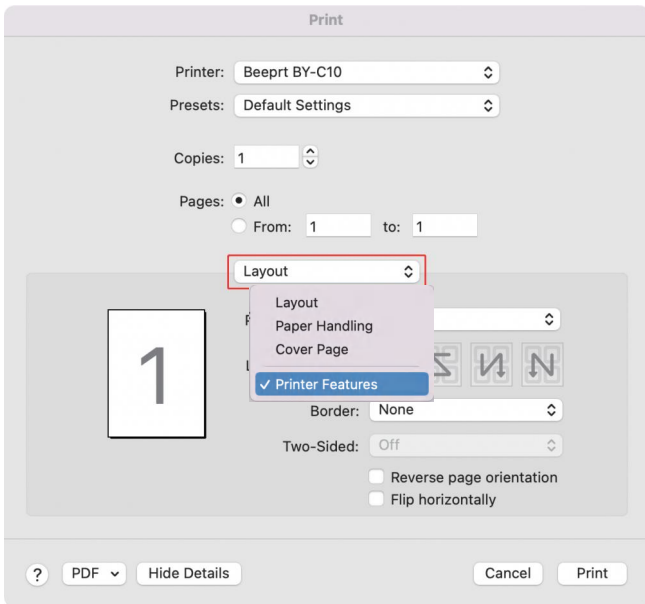 Print
Printer: Beeprt BY-C10
Presets: Default Settings
Copies: 1
Pages: All
From: 1 to: 1
Layout
Layout
Paper Handling
Cover Page
✓ Printer Features
1
Border: None
Two-Sided: Off
Reverse page orientation
Flip horizontally
? PDF Hide Details Cancel Print